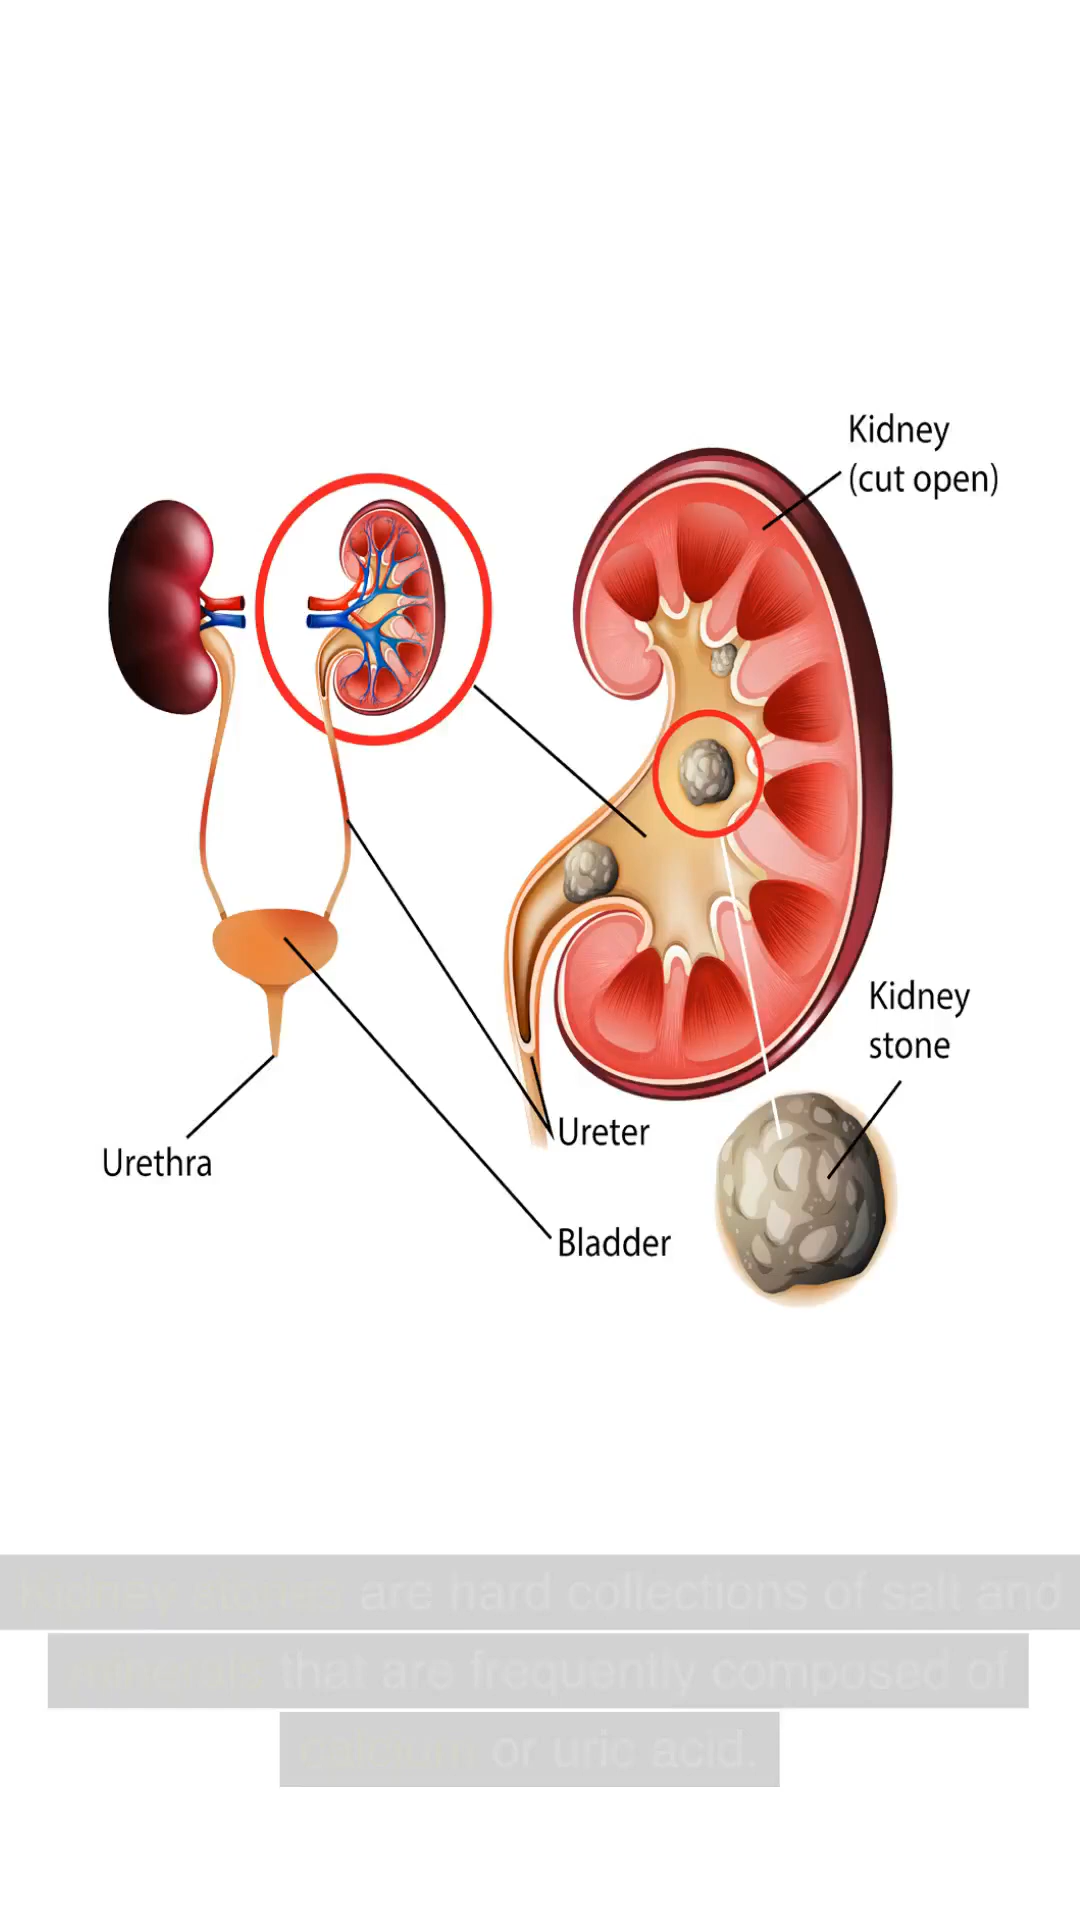 Kidney
(cut open)
Kidney
stone
Ureter
Urethra
Bladder
Kidney stones are hard collections of salt and
minerals that are frequently composed of
calcium or uric acid.